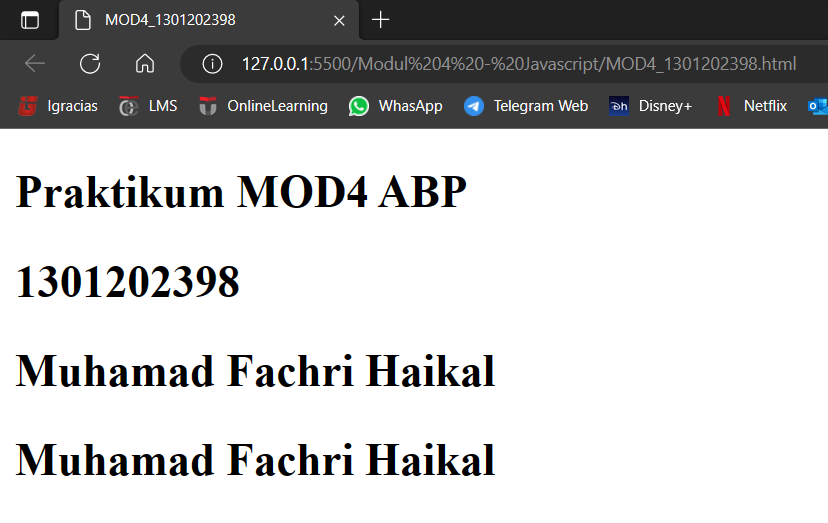 MOD4_1301202398
127.0.0.1:5500/Modul%204%20-%20Javascript/MOD4_1301202398.html
Igracias LMS OnlineLearning WhasApp Telegram Web Disney+ Netflix
Praktikum MOD4 ABP
1301202398
Muhamad Fachri Haikal
Muhamad Fachri Haikal